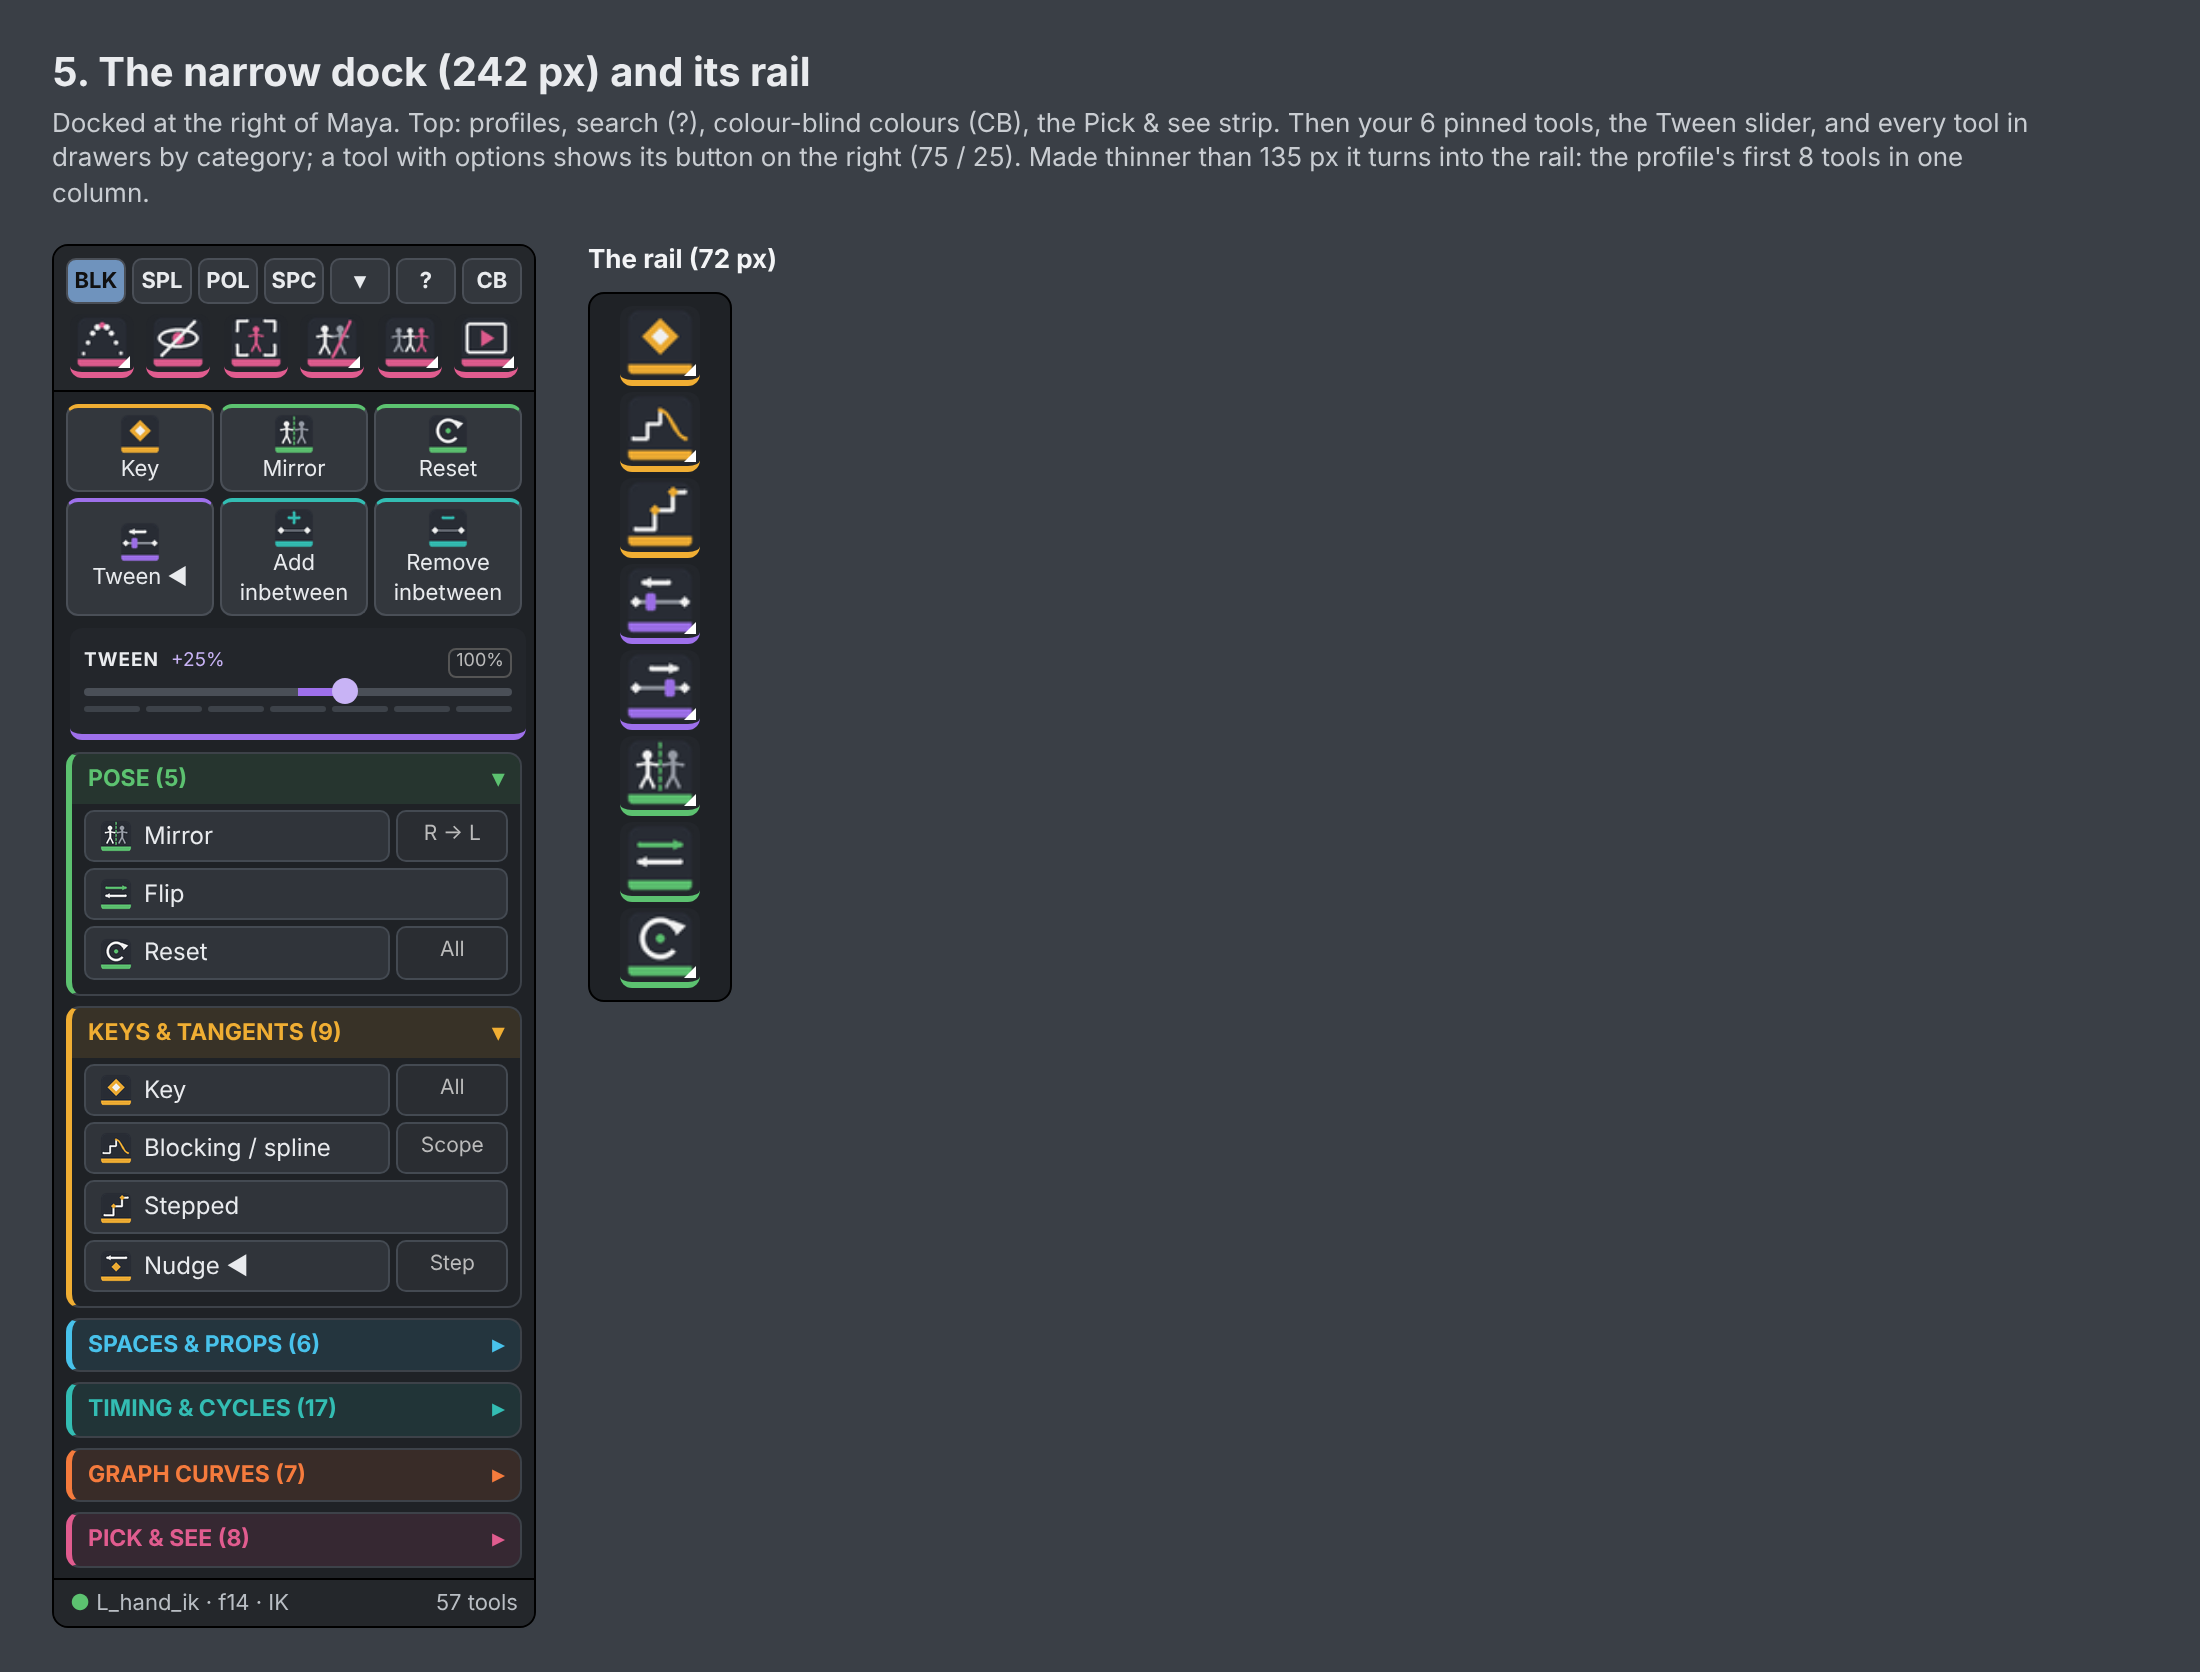 5. The narrow dock (242 px) and its rail
Docked at the right of Maya. Top: profiles, search (?), colour-blind colours (CB), the Pick & see strip. Then your 6 pinned tools, the Tween slider, and every tool in
drawers by category; a tool with options shows its button on the right (75 / 25). Made thinner than 135 px it turns into the rail: the profile's first 8 tools in one
column.
BLK SPL POL SPC ▼ ? CB
Key Mirror Reset
Tween ◀ Add inbetween Remove inbetween
TWEEN +25% 100%
POSE (5) ▼
Mirror R → L
Flip
Reset All
KEYS & TANGENTS (9) ▼
Key All
Blocking / spline Scope
Stepped
Nudge ◀ Step
SPACES & PROPS (6) ▶
TIMING & CYCLES (17) ▶
GRAPH CURVES (7) ▶
PICK & SEE (8) ▶
L_hand_ik · f14 · IK 57 tools
The rail (72 px)